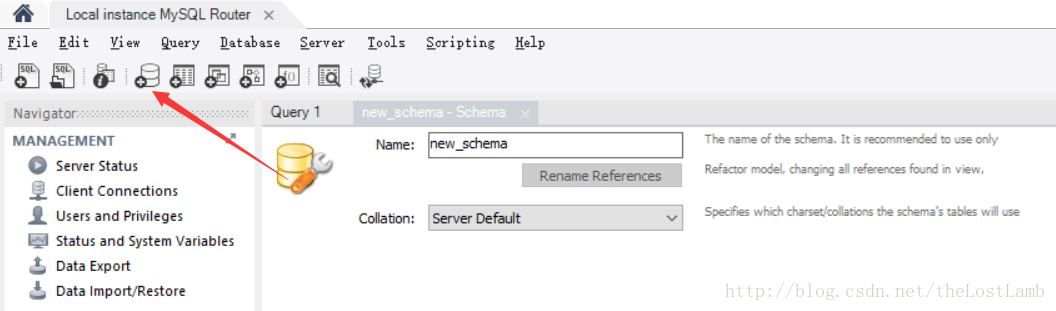 Local instance MySQL Router ×
File Edit View Query Database Server Tools Scripting Help
SQL SQL
Navigator
Query 1 new_schema - Schema ×
MANAGEMENT
Server Status
Client Connections
Users and Privileges
Status and System Variables
Data Export
Data Import/Restore
Name: new_schema The name of the schema. It is recommended to use only
Rename References Refactor model, changing all references found in view,
Collation: Server Default Specifies which charset/collations the schema's tables will use
http://blog.csdn.net/theLostLamb